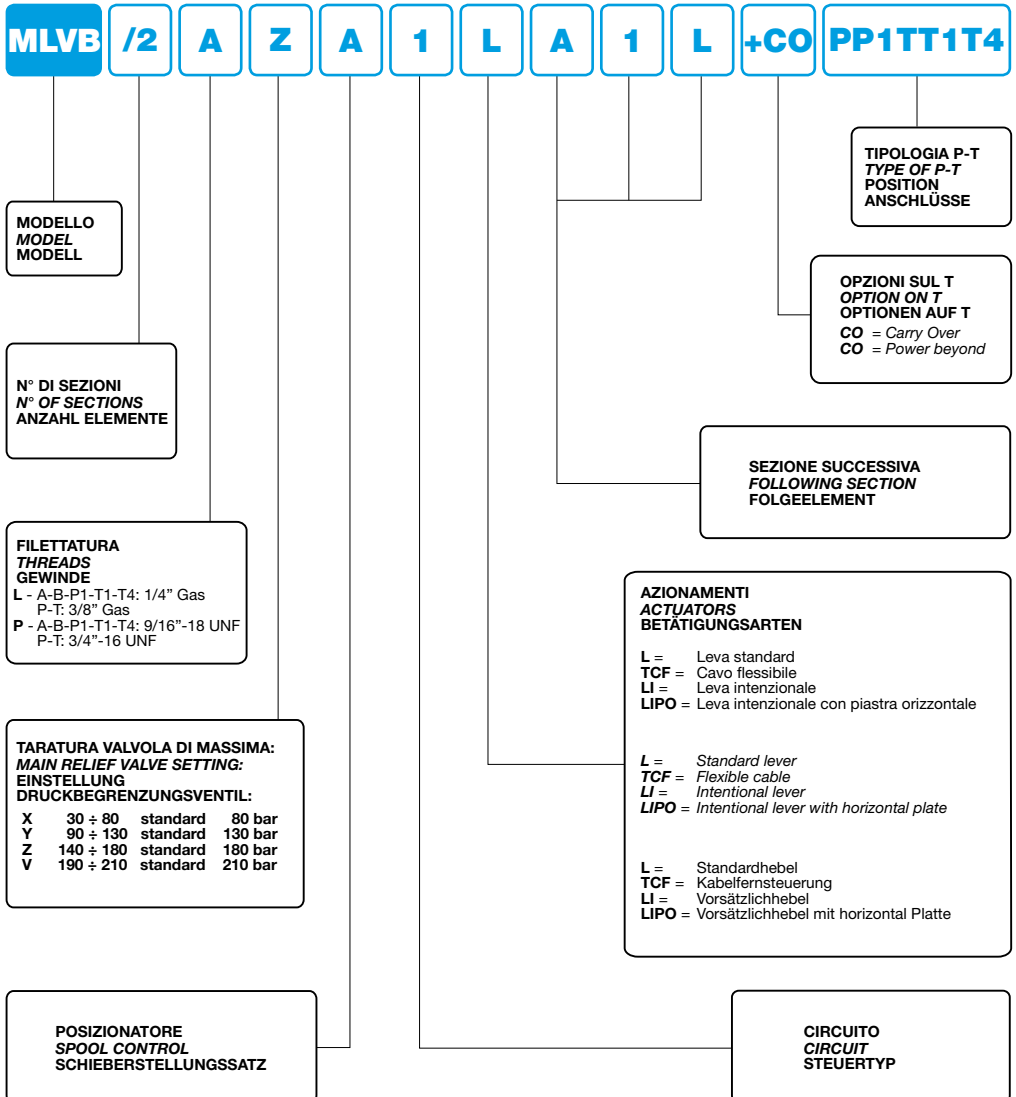 MLVB /2 A Z A 1 L A 1 L +CO PP1TT1T4
TIPOLOGIA P-T
TYPE OF P-T
POSITION
ANSCHLÜSSE
MODELLO
MODEL
MODELL
OPZIONI SUL T
OPTION ON T
OPTIONEN AUF T
CO = Carry Over
CO = Power beyond
N° DI SEZIONI
N° OF SECTIONS
ANZAHL ELEMENTE
SEZIONE SUCCESSIVA
FOLLOWING SECTION
FOLGEELEMENT
FILETTATURA
THREADS
GEWINDE
L - A-B-P1-T1-T4: 1/4” Gas
P-T: 3/8” Gas
P - A-B-P1-T1-T4: 9/16”-18 UNF
P-T: 3/4”-16 UNF
AZIONAMENTI
ACTUATORS
BETÄTIGUNGSARTEN
L = Leva standard
TCF = Cavo flessibile
LI = Leva intenzionale
LIPO = Leva intenzionale con piastra orizzontale
L = Standard lever
TCF = Flexible cable
LI = Intentional lever
LIPO = Intentional lever with horizontal plate
L = Standardhebel
TCF = Kabelfernsteuerung
LI = Vorsätzlichhebel
LIPO = Vorsätzlichhebel mit horizontal Platte
TARATURA VALVOLA DI MASSIMA:
MAIN RELIEF VALVE SETTING:
EINSTELLUNG
DRUCKBEGRENZUNGSVENTIL:
X 30 ÷ 80 standard 80 bar
Y 90 ÷ 130 standard 130 bar
Z 140 ÷ 180 standard 180 bar
V 190 ÷ 210 standard 210 bar
POSIZIONATORE
SPOOL CONTROL
SCHIEBERSTELLUNGSSATZ
CIRCUITO
CIRCUIT
STEUERTYP